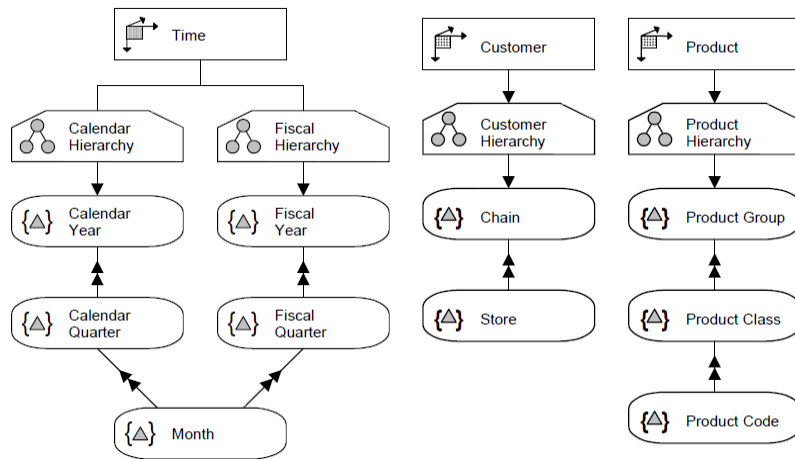 Time
Customer
Product
Calendar
Hierarchy
Fiscal
Hierarchy
Customer
Hierarchy
Product
Hierarchy
Calendar
Year
Fiscal
Year
Chain
Product Group
Calendar
Quarter
Fiscal
Quarter
Store
Product Class
Month
Product Code